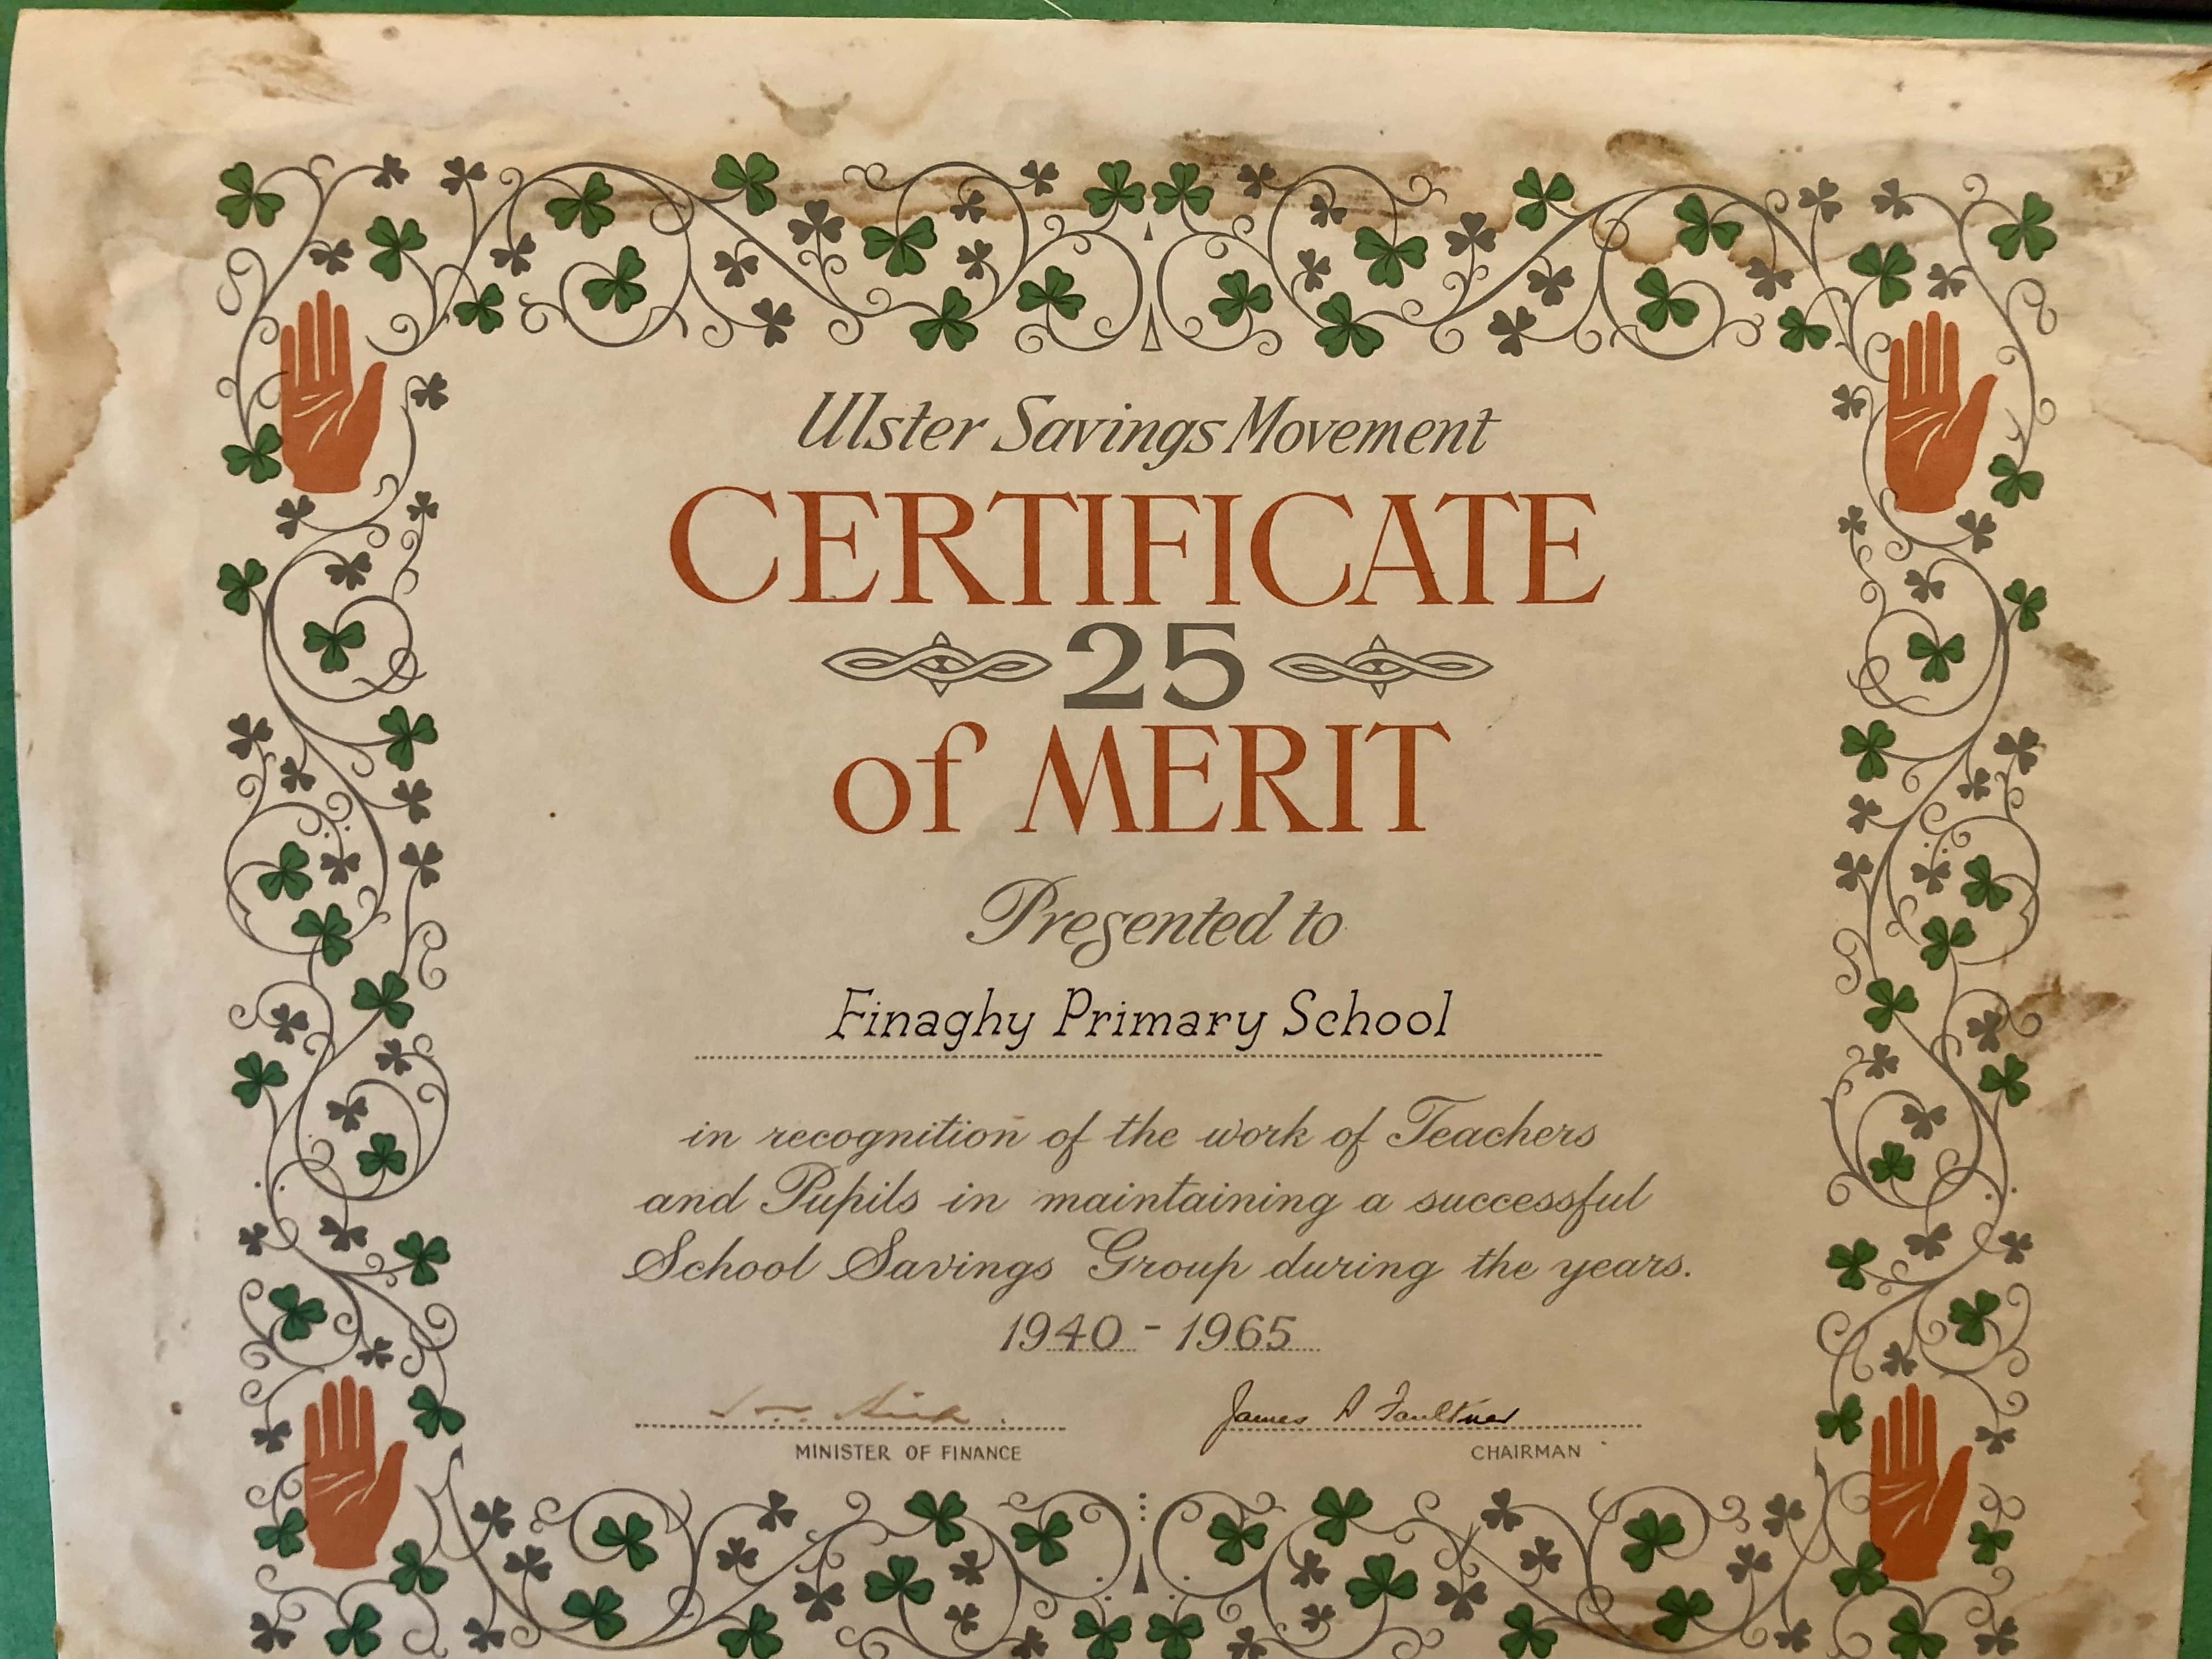 Ulster Savings Movement
CERTIFICATE
25
of MERIT
Presented to
Finaghy Primary School
in recognition of the work of Teachers
and Pupils in maintaining a successful
School Savings Group during the years.
1940 - 1965
James A Faulkner
MINISTER OF FINANCE CHAIRMAN